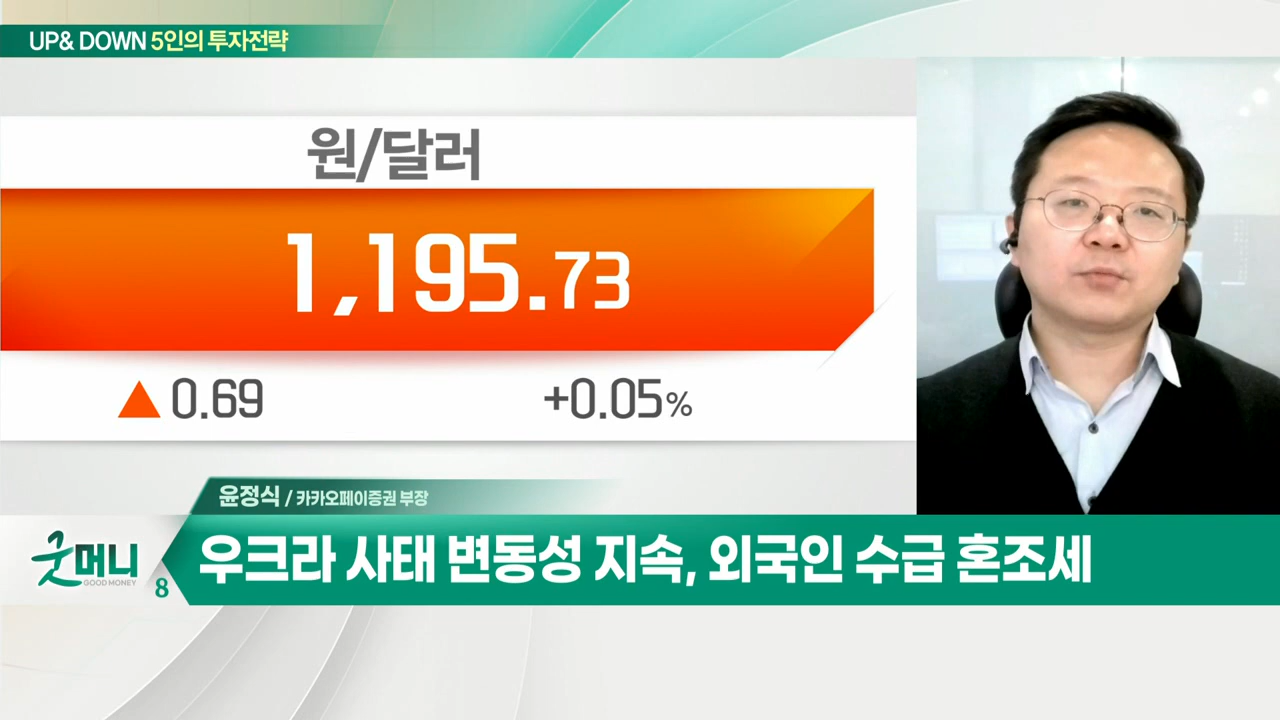 UP& DOWN 5인의 투자전략
원/달러
1,195.73
▲ 0.69 +0.05%
윤정식 / 카카오페이증권 부장
굿머니
GOOD MONEY
8
우크라 사태 변동성 지속, 외국인 수급 혼조세